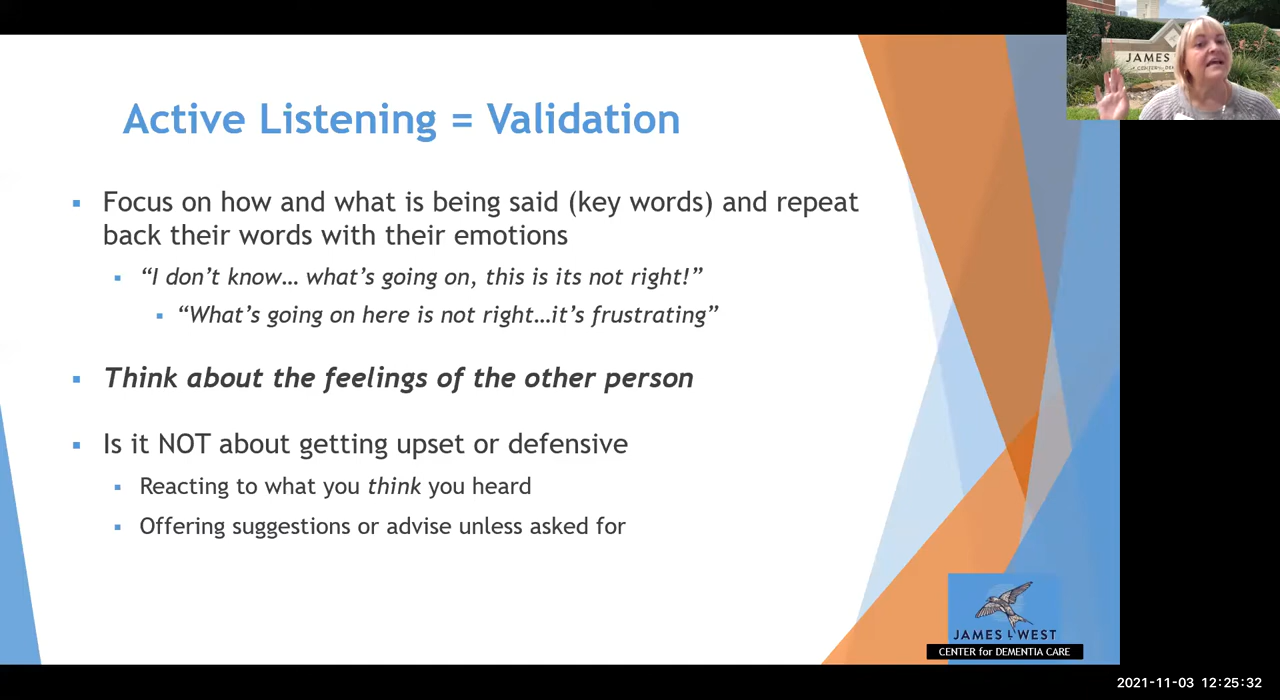 JAMES
Active Listening = Validation
Focus on how and what is being said (key words) and repeat
back their words with their emotions
“I don’t know… what’s going on, this is its not right!”
“What’s going on here is not right…it’s frustrating”
Think about the feelings of the other person
Is it NOT about getting upset or defensive
Reacting to what you think you heard
Offering suggestions or advise unless asked for
JAMES L WEST
CENTER for DEMENTIA CARE
2021-11-03 12:25:32